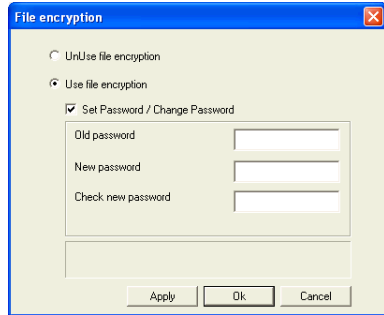 File encryption
UnUse file encryption
Use file encryption
Set Password / Change Password
Old password
New password
Check new password
Apply Ok Cancel